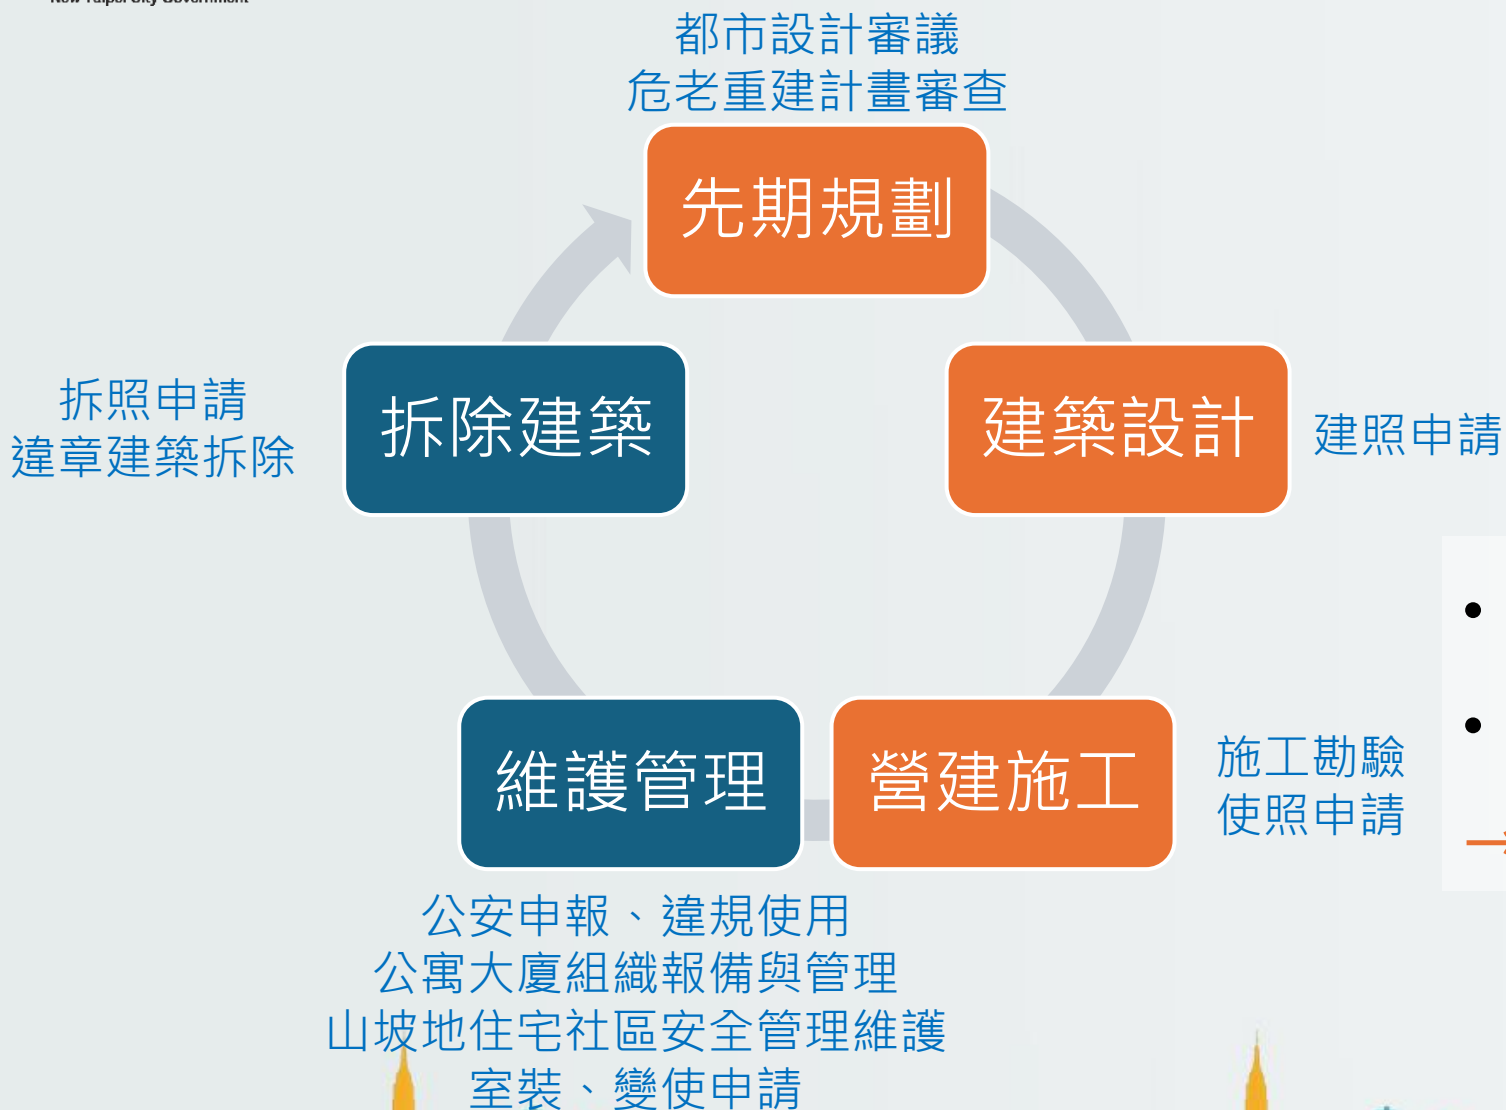 New Taipei City Government
都市設計審議
危老重建計畫審查
先期規劃
拆照申請
違章建築拆除
拆除建築
建築設計
建照申請
維護管理
營建施工
施工勘驗
使照申請
公安申報、違規使用
公寓大廈組織報備與管理
山坡地住宅社區安全管理維護
室裝、變使申請